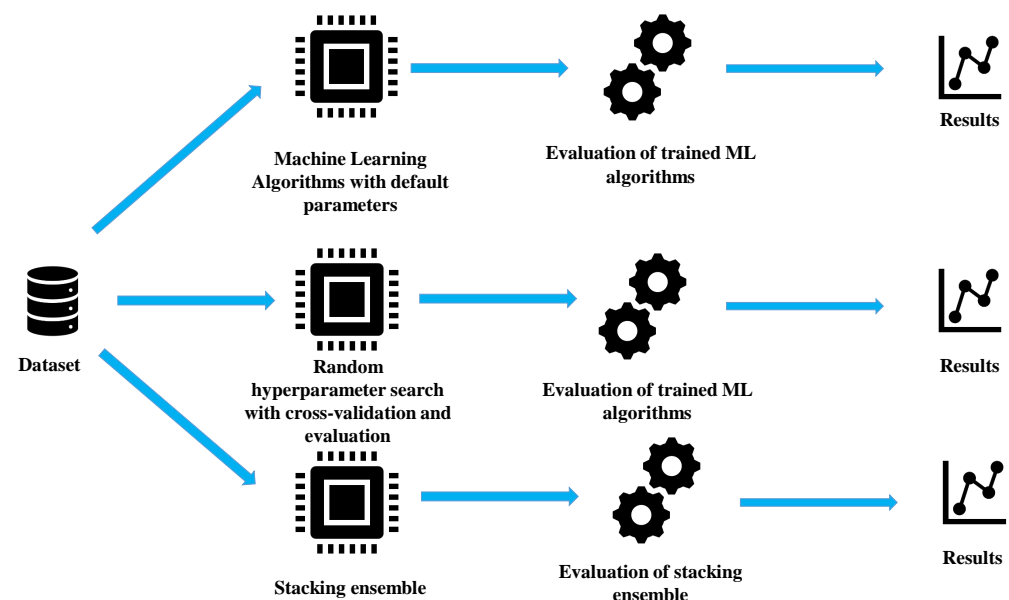 Results
Machine Learning
Algorithms with default
parameters
Evaluation of trained ML
algorithms
Dataset
Random
hyperparameter search
with cross-validation and
evaluation
Evaluation of trained ML
algorithms
Results
Stacking ensemble
Evaluation of stacking
ensemble
Results